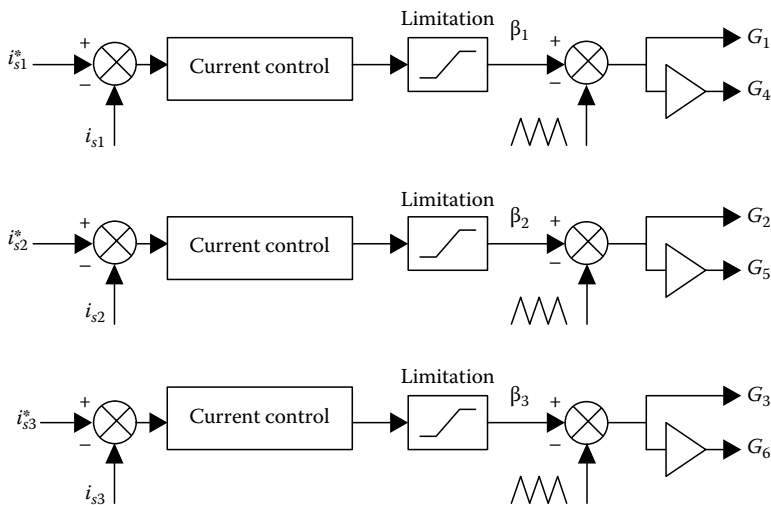 Limitation
i*s1 + − Current control β1 + − G1
G4
is1
Limitation
i*s2 + − Current control β2 + − G2
G5
is2
Limitation
i*s3 + − Current control β3 + − G3
G6
is3